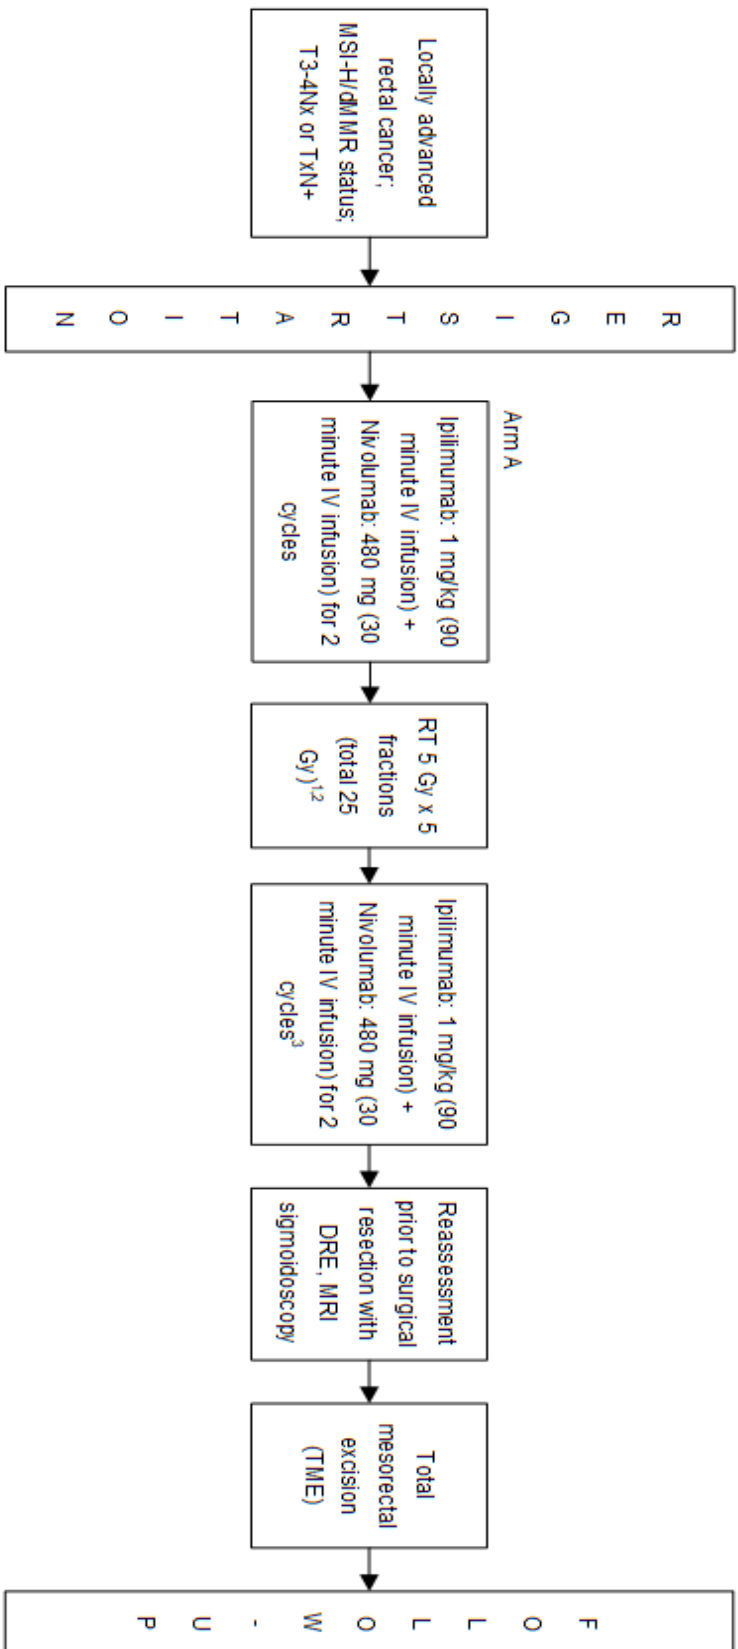 Locally advanced
rectal cancer;
MSI-H/dMMR status;
T3-4Nx or TxN+
R E G I S T R A T I O N
Arm A
Ipilimumab: 1 mg/kg (90
minute IV infusion) +
Nivolumab: 480 mg (30
minute IV infusion) for 2
cycles
RT 5 Gy x 5
fractions
(total 25
Gy)1,2
Ipilimumab: 1 mg/kg (90
minute IV infusion) +
Nivolumab: 480 mg (30
minute IV infusion) for 2
cycles3
Reassessment
prior to surgical
resection with
DRE, MRI
sigmoidoscopy
Total
mesorectal
excision
(TME)
F O L L O W - U P